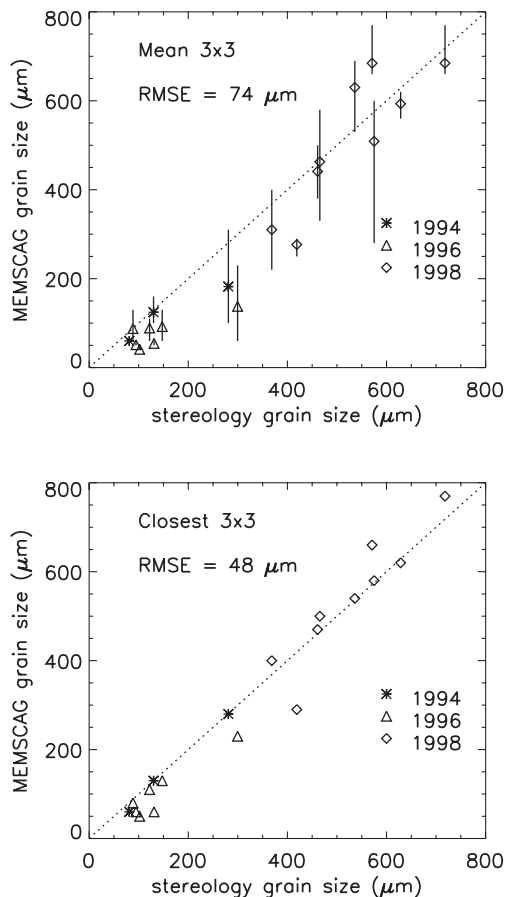 800
Mean 3x3
RMSE = 74 μm
600
400
200
0
MEMSCAG grain size (μm)
1994
1996
1998
0 200 400 600 800
stereology grain size (μm)
800
Closest 3x3
RMSE = 48 μm
600
400
200
0
MEMSCAG grain size (μm)
1994
1996
1998
0 200 400 600 800
stereology grain size (μm)